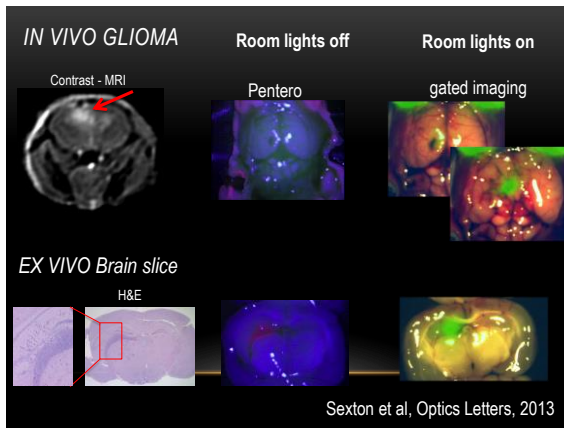 IN VIVO GLIOMA
Room lights off
Room lights on
Contrast - MRI
Pentero
gated imaging
EX VIVO Brain slice
H&E
Sexton et al, Optics Letters, 2013